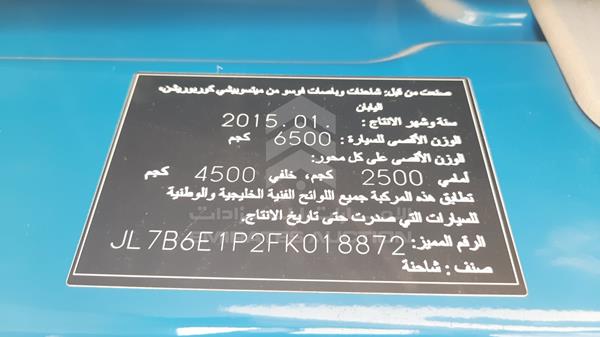 صنعت من قبل: شاحنات وباصات فوسو من ميتسوبيشي كوربوريشن،
اليابان
سنة وشهر الانتاج : 2015.01.
الوزن الأقصى للسيارة : 6500 كجم
الوزن الأقصى على كل محور:
أمامي 2500 كجم، خلفي 4500 كجم
تطابق هذه المركبة جميع اللوائح الفنية الخليجية والوطنية
للسيارات التي صدرت حتى تاريخ الانتاج.
الرقم المميز: JL7B6E1P2FK018872
صنف : شاحنة